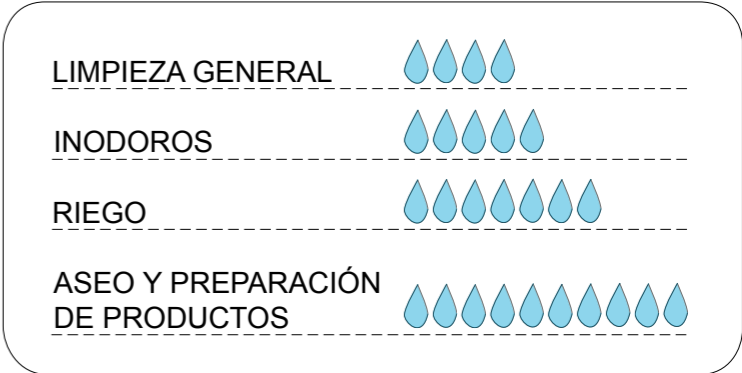 LIMPIEZA GENERAL
INODOROS
RIEGO
ASEO Y PREPARACIÓN
DE PRODUCTOS